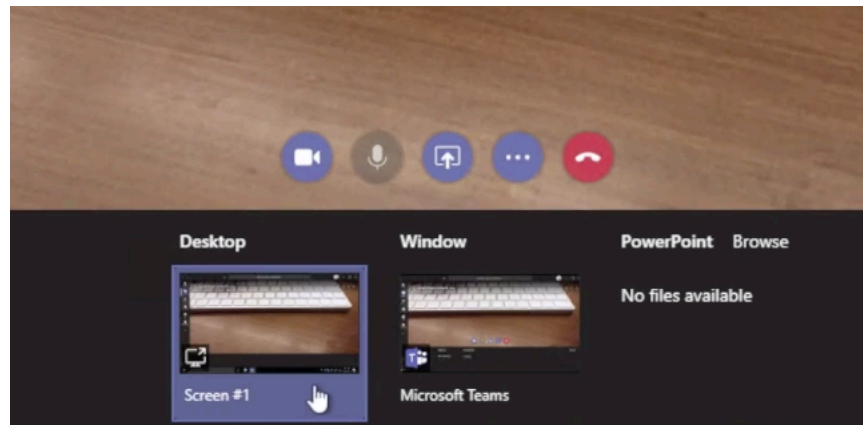 Desktop
Window
PowerPoint Browse
No files available
Screen #1
Microsoft Teams